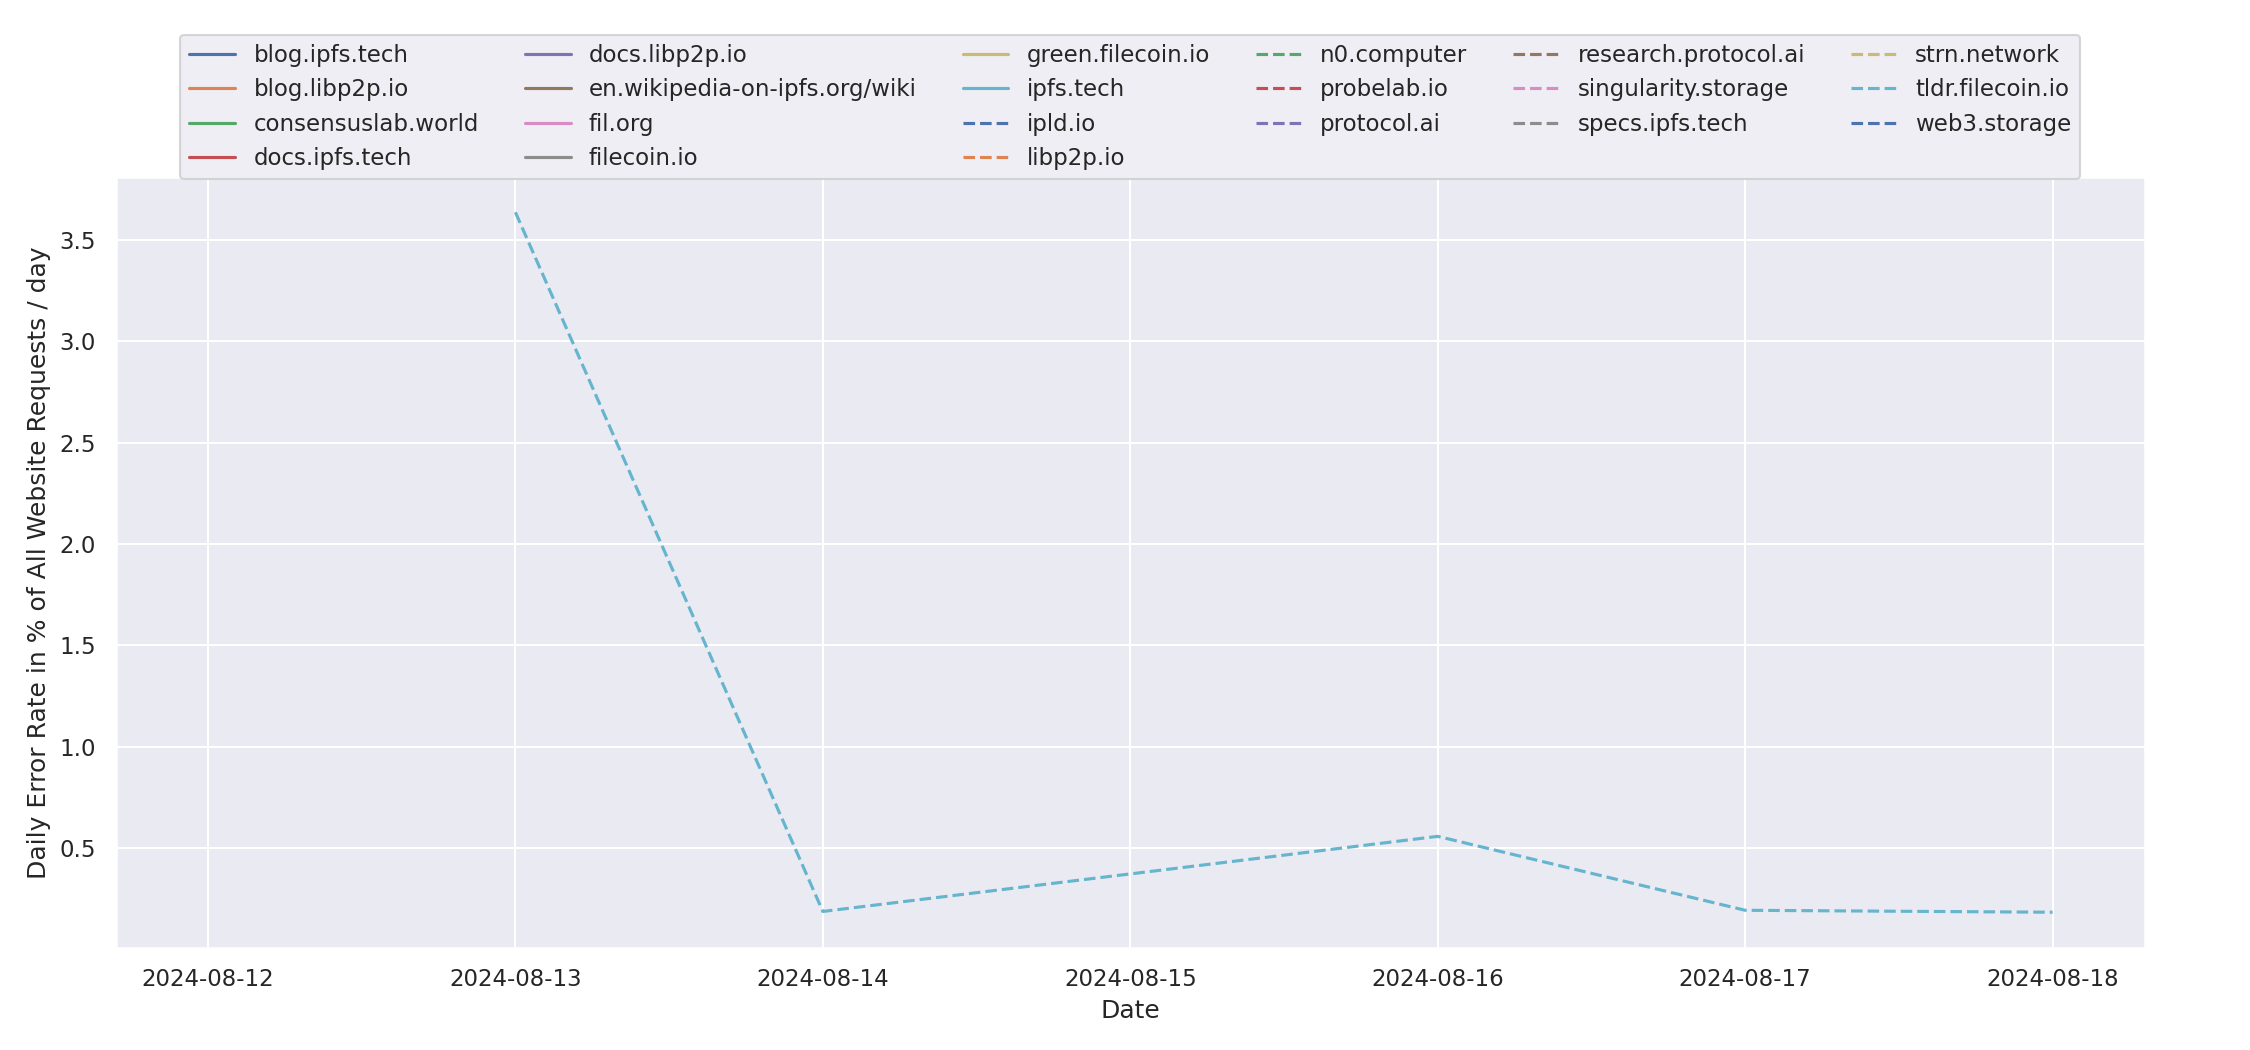 blog.ipfs.tech
blog.libp2p.io
consensuslab.world
docs.ipfs.tech
docs.libp2p.io
en.wikipedia-on-ipfs.org/wiki
fil.org
filecoin.io
green.filecoin.io
ipfs.tech
ipld.io
libp2p.io
n0.computer
probelab.io
protocol.ai
research.protocol.ai
singularity.storage
specs.ipfs.tech
strn.network
tldr.filecoin.io
web3.storage
Daily Error Rate in % of All Website Requests / day
3.5
3.0
2.5
2.0
1.5
1.0
0.5
2024-08-12
2024-08-13
2024-08-14
2024-08-15
2024-08-16
2024-08-17
2024-08-18
Date